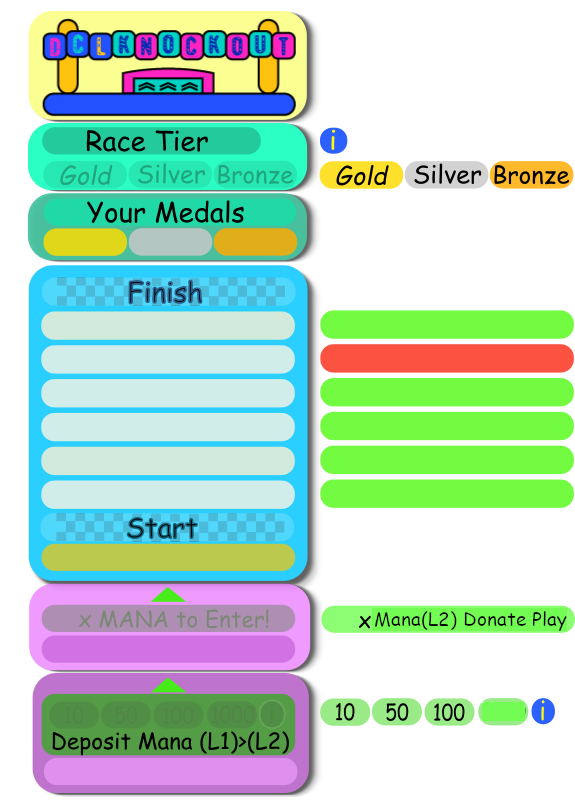 DCLKNOCKOUT
Race Tier i
Gold Silver Bronze Gold Silver Bronze
Your Medals
Finish
Start
x MANA to Enter! x Mana(L2) Donate Play
10 50 100 1000 10 50 100 i
Deposit Mana (L1)>(L2)